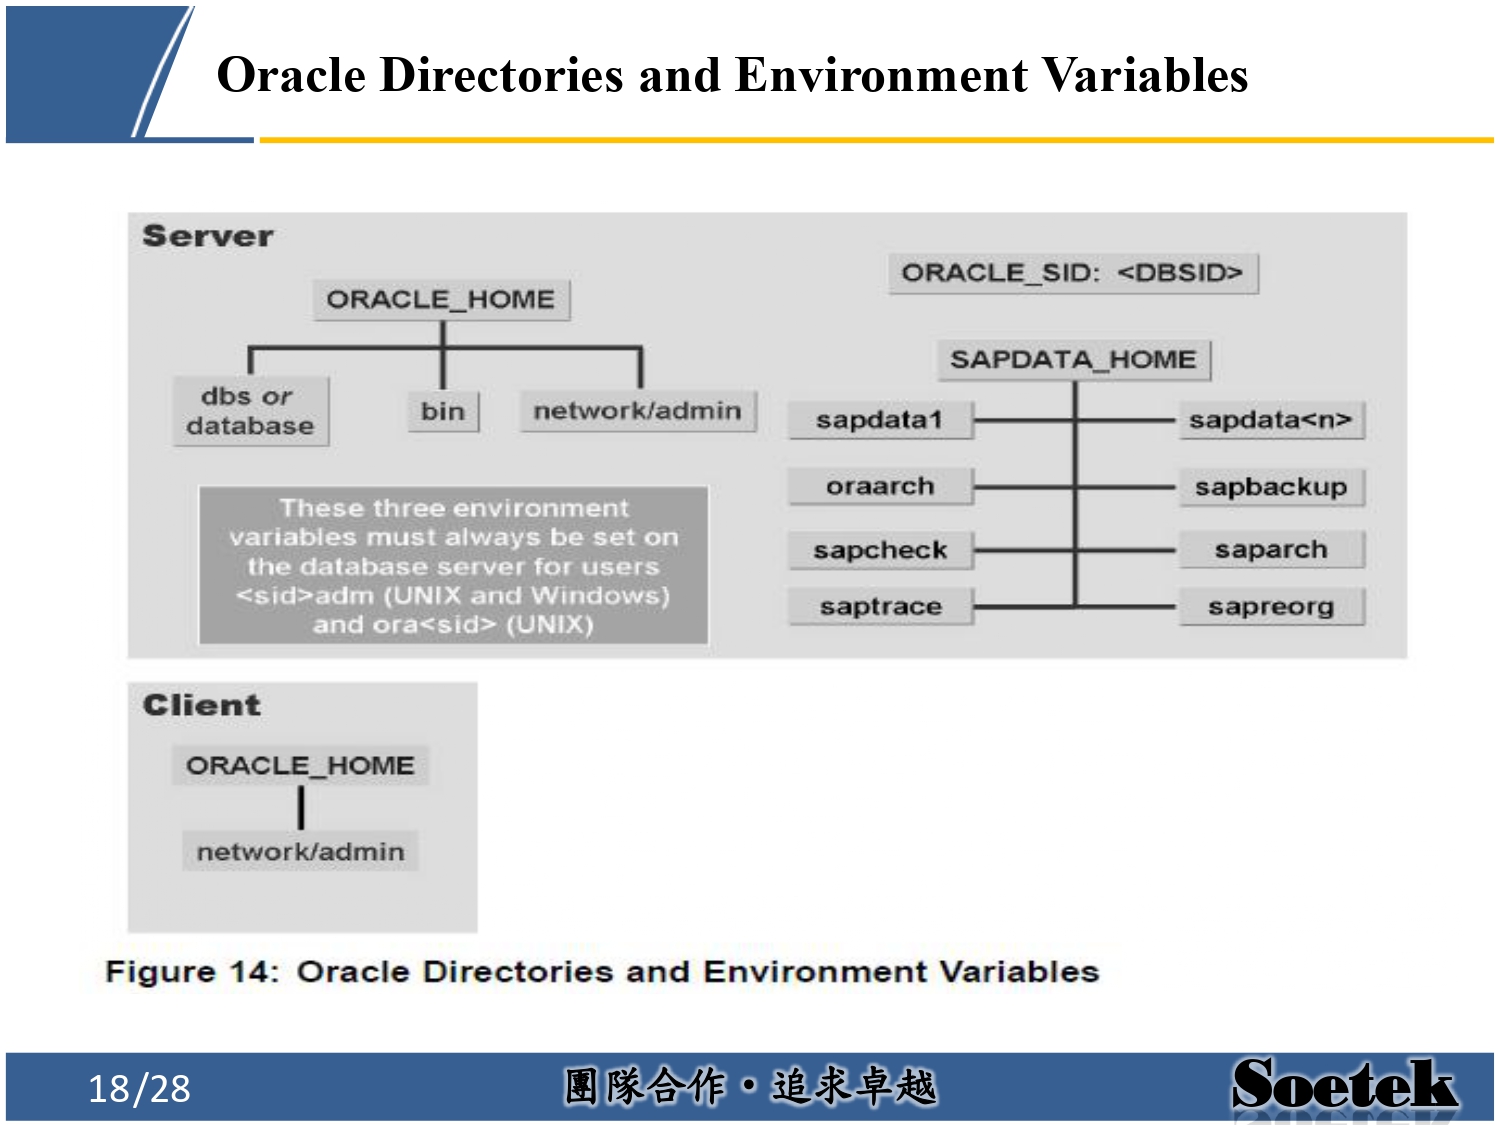 Oracle Directories and Environment Variables
Server
ORACLE_HOME
dbs or
database
bin
network/admin
These three environment
variables must always be set on
the database server for users
<sid>adm (UNIX and Windows)
and ora<sid> (UNIX)
ORACLE_SID: <DBSID>
SAPDATA_HOME
sapdata1
sapdata<n>
oraarch
sapbackup
sapcheck
saparch
saptrace
sapreorg
Client
ORACLE_HOME
network/admin
Figure 14: Oracle Directories and Environment Variables
18/28
團隊合作・追求卓越
Soetek